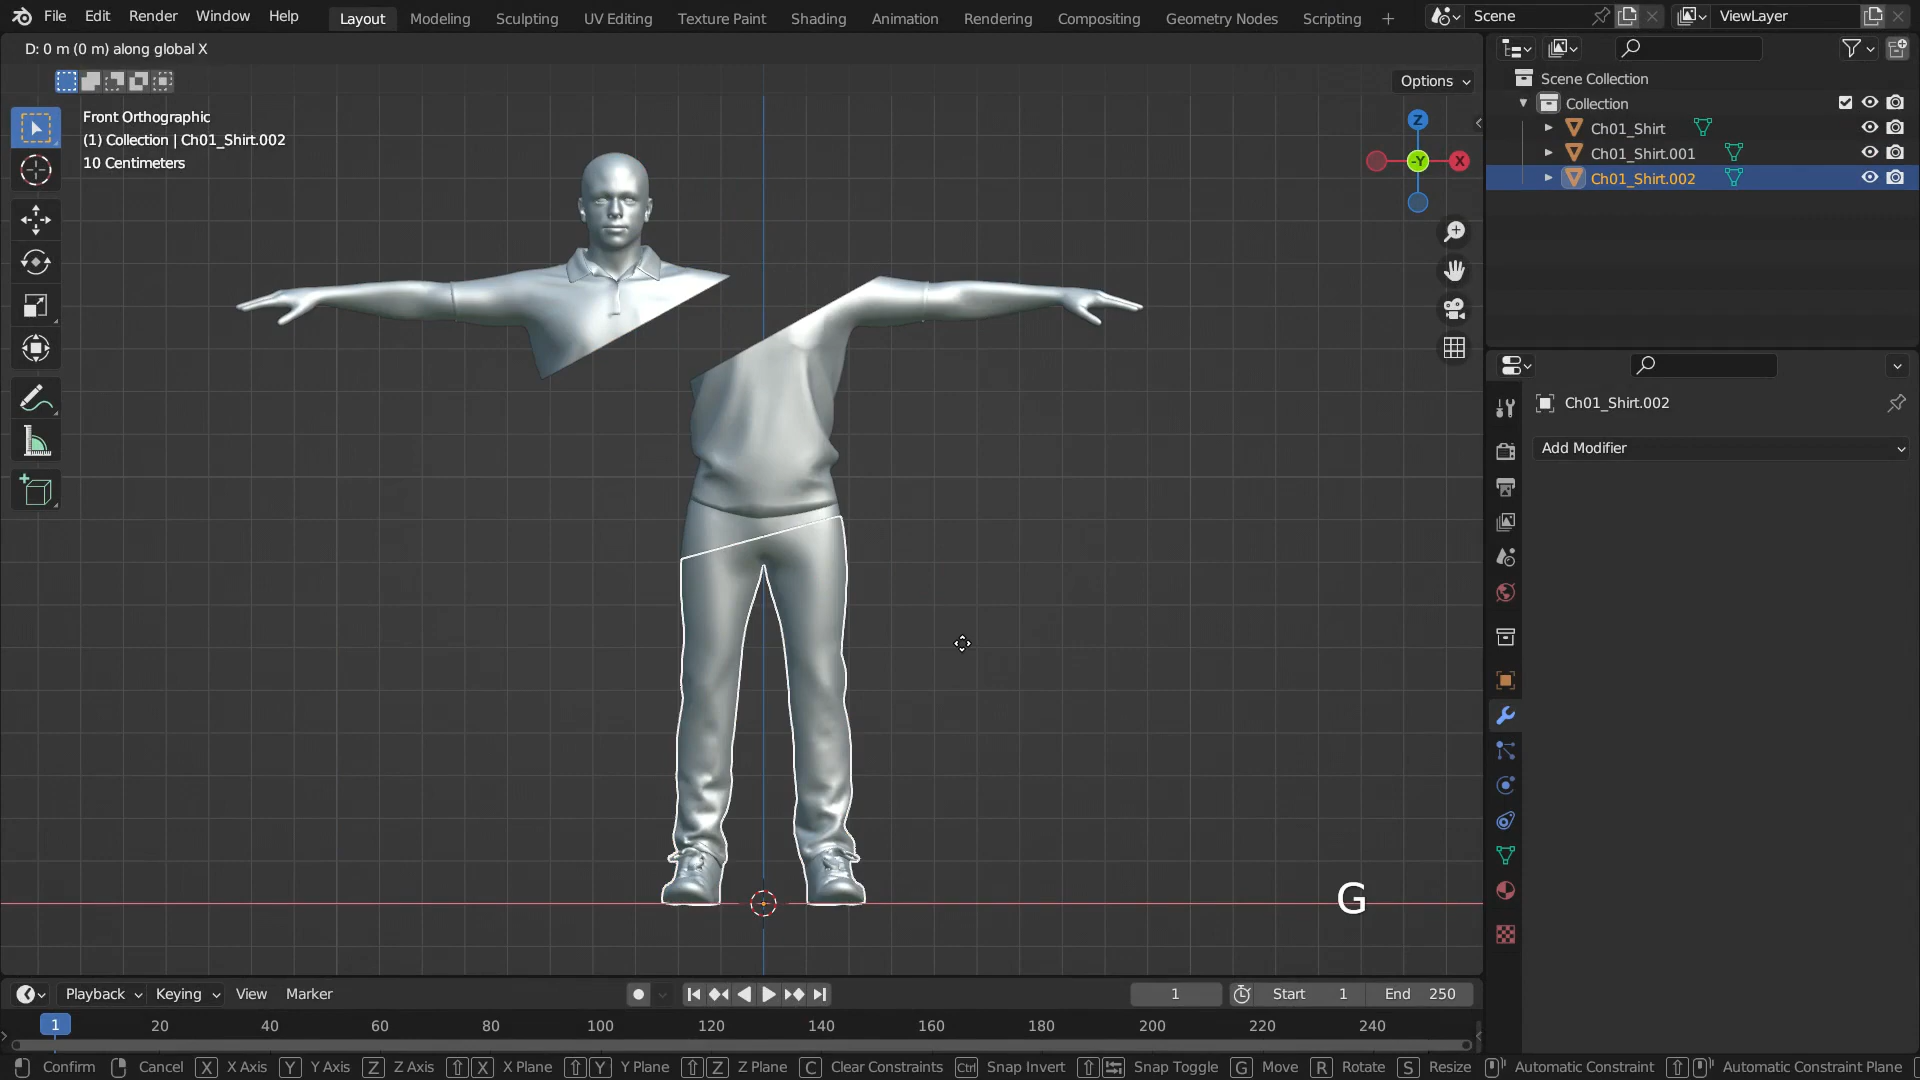 File Edit Render Window Help Layout Modeling Sculpting UV Editing Texture Paint Shading Animation Rendering Compositing Geometry Nodes Scripting + Scene ViewLayer
D: 0 m (0 m) along global X
Options
Front Orthographic
(1) Collection | Ch01_Shirt.002
10 Centimeters
Z
-Y
X
Scene Collection
Collection
Ch01_Shirt
Ch01_Shirt.001
Ch01_Shirt.002
Ch01_Shirt.002
Add Modifier
G
Playback Keying View Marker 1 Start 1 End 250
1 20 40 60 80 100 120 140 160 180 200 220 240
Confirm Cancel X X Axis Y Y Axis Z Z Axis X X Plane Y Y Plane Z Z Plane C Clear Constraints Ctrl Snap Invert Snap Toggle G Move R Rotate S Resize Automatic Constraint Automatic Constraint Plane